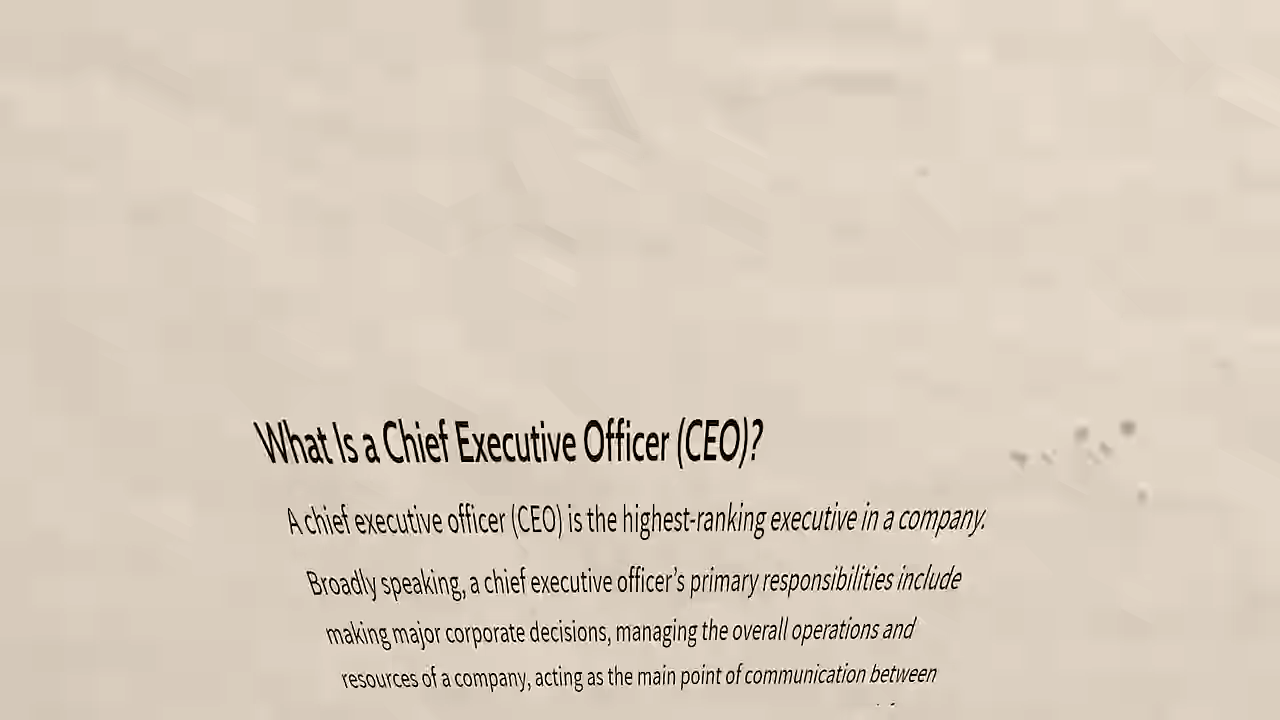 What Is a Chief Executive Officer (CEO)?
A chief executive officer (CEO) is the highest-ranking executive in a company.
Broadly speaking, a chief executive officer’s primary responsibilities include
making major corporate decisions, managing the overall operations and
resources of a company, acting as the main point of communication between